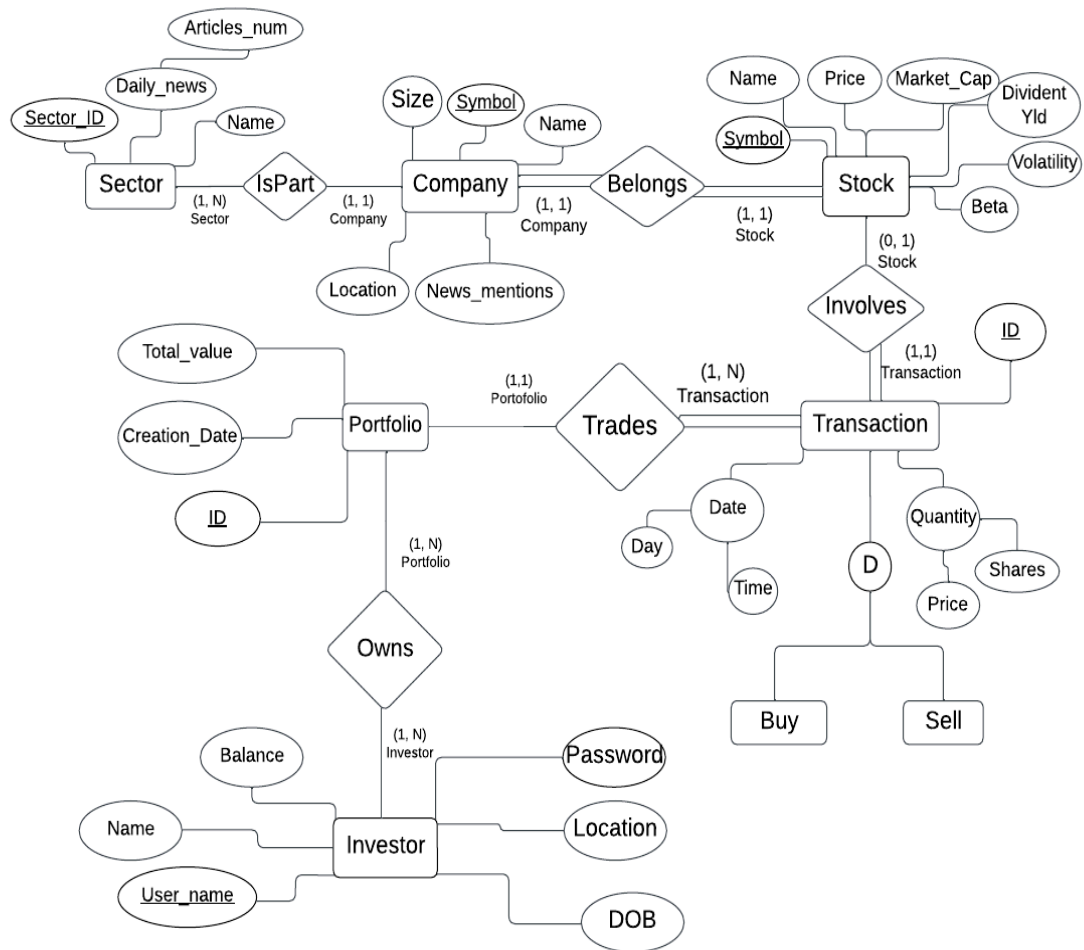 Articles_num
Daily_news
Sector_ID
Name
Sector
IsPart
(1, N)
Sector
(1, 1)
Company
Size
Symbol
Name
Company
Location
News_mentions
(1, 1)
Company
Belongs
(1, 1)
Stock
Name
Price
Market_Cap
Divident
Yld
Symbol
Volatility
Beta
Stock
(0, 1)
Stock
Involves
(1,1)
Transaction
ID
Total_value
Creation_Date
ID
Portfolio
(1,1)
Portofolio
Trades
(1, N)
Transaction
Transaction
Date
Day
Time
Quantity
Shares
Price
D
Buy
Sell
(1, N)
Portfolio
Owns
(1, N)
Investor
Balance
Name
User_name
Investor
Password
Location
DOB